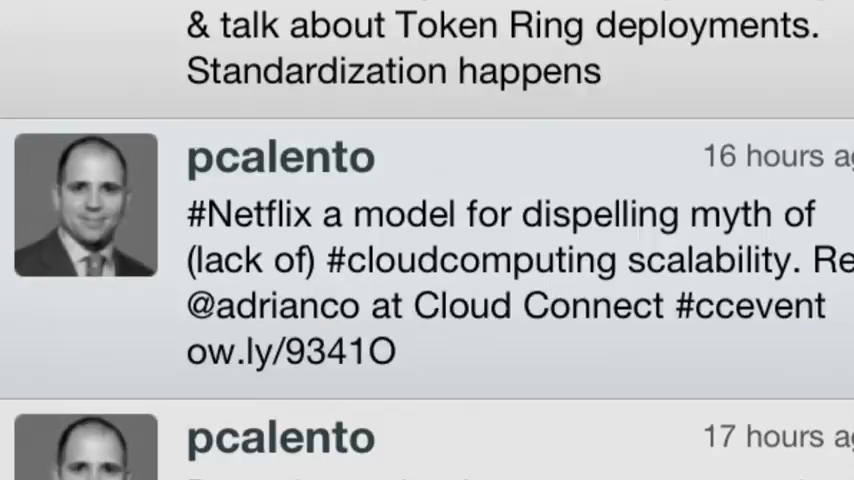 & talk about Token Ring deployments.
Standardization happens
pcalento
16 hours
#Netflix a model for dispelling myth of
(lack of) #cloudcomputing scalability.
@adrianco at Cloud Connect #ccevent
ow.ly/9341O
pcalento
17 hours